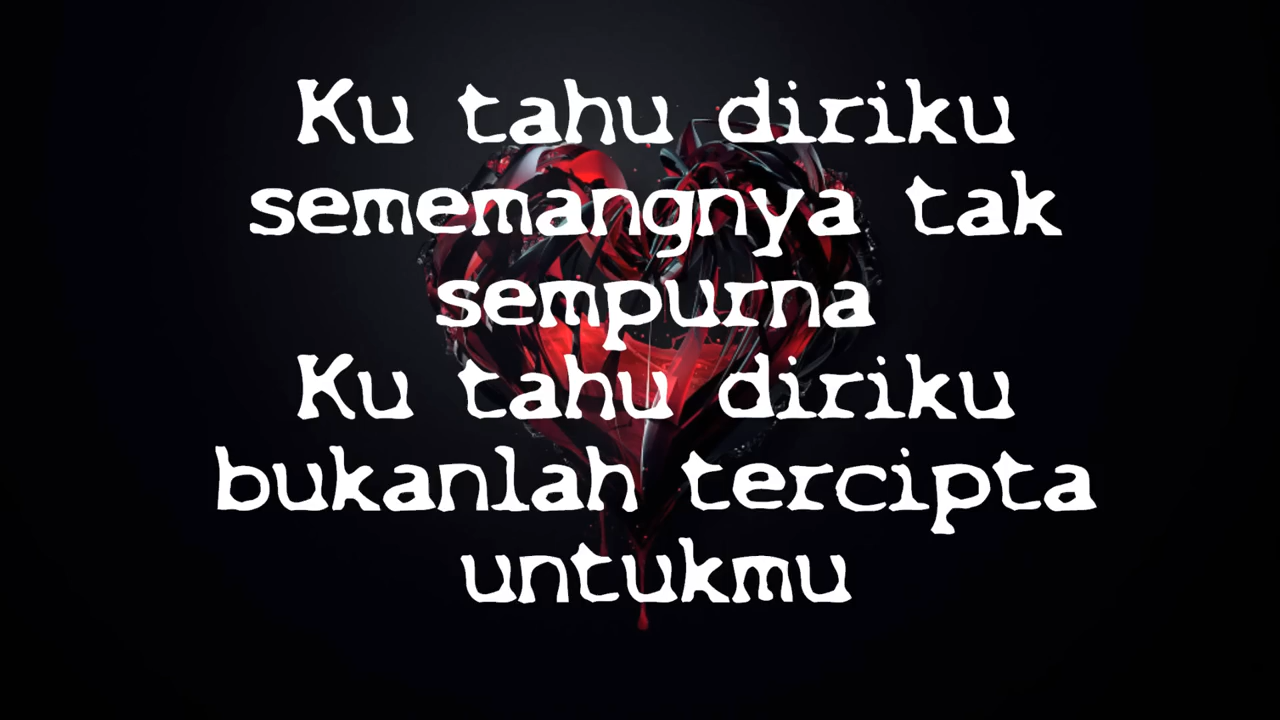 Ku tahu diriku
sememangnya tak
sempurna
Ku tahu diriku
bukanlah tercipta
untukmu